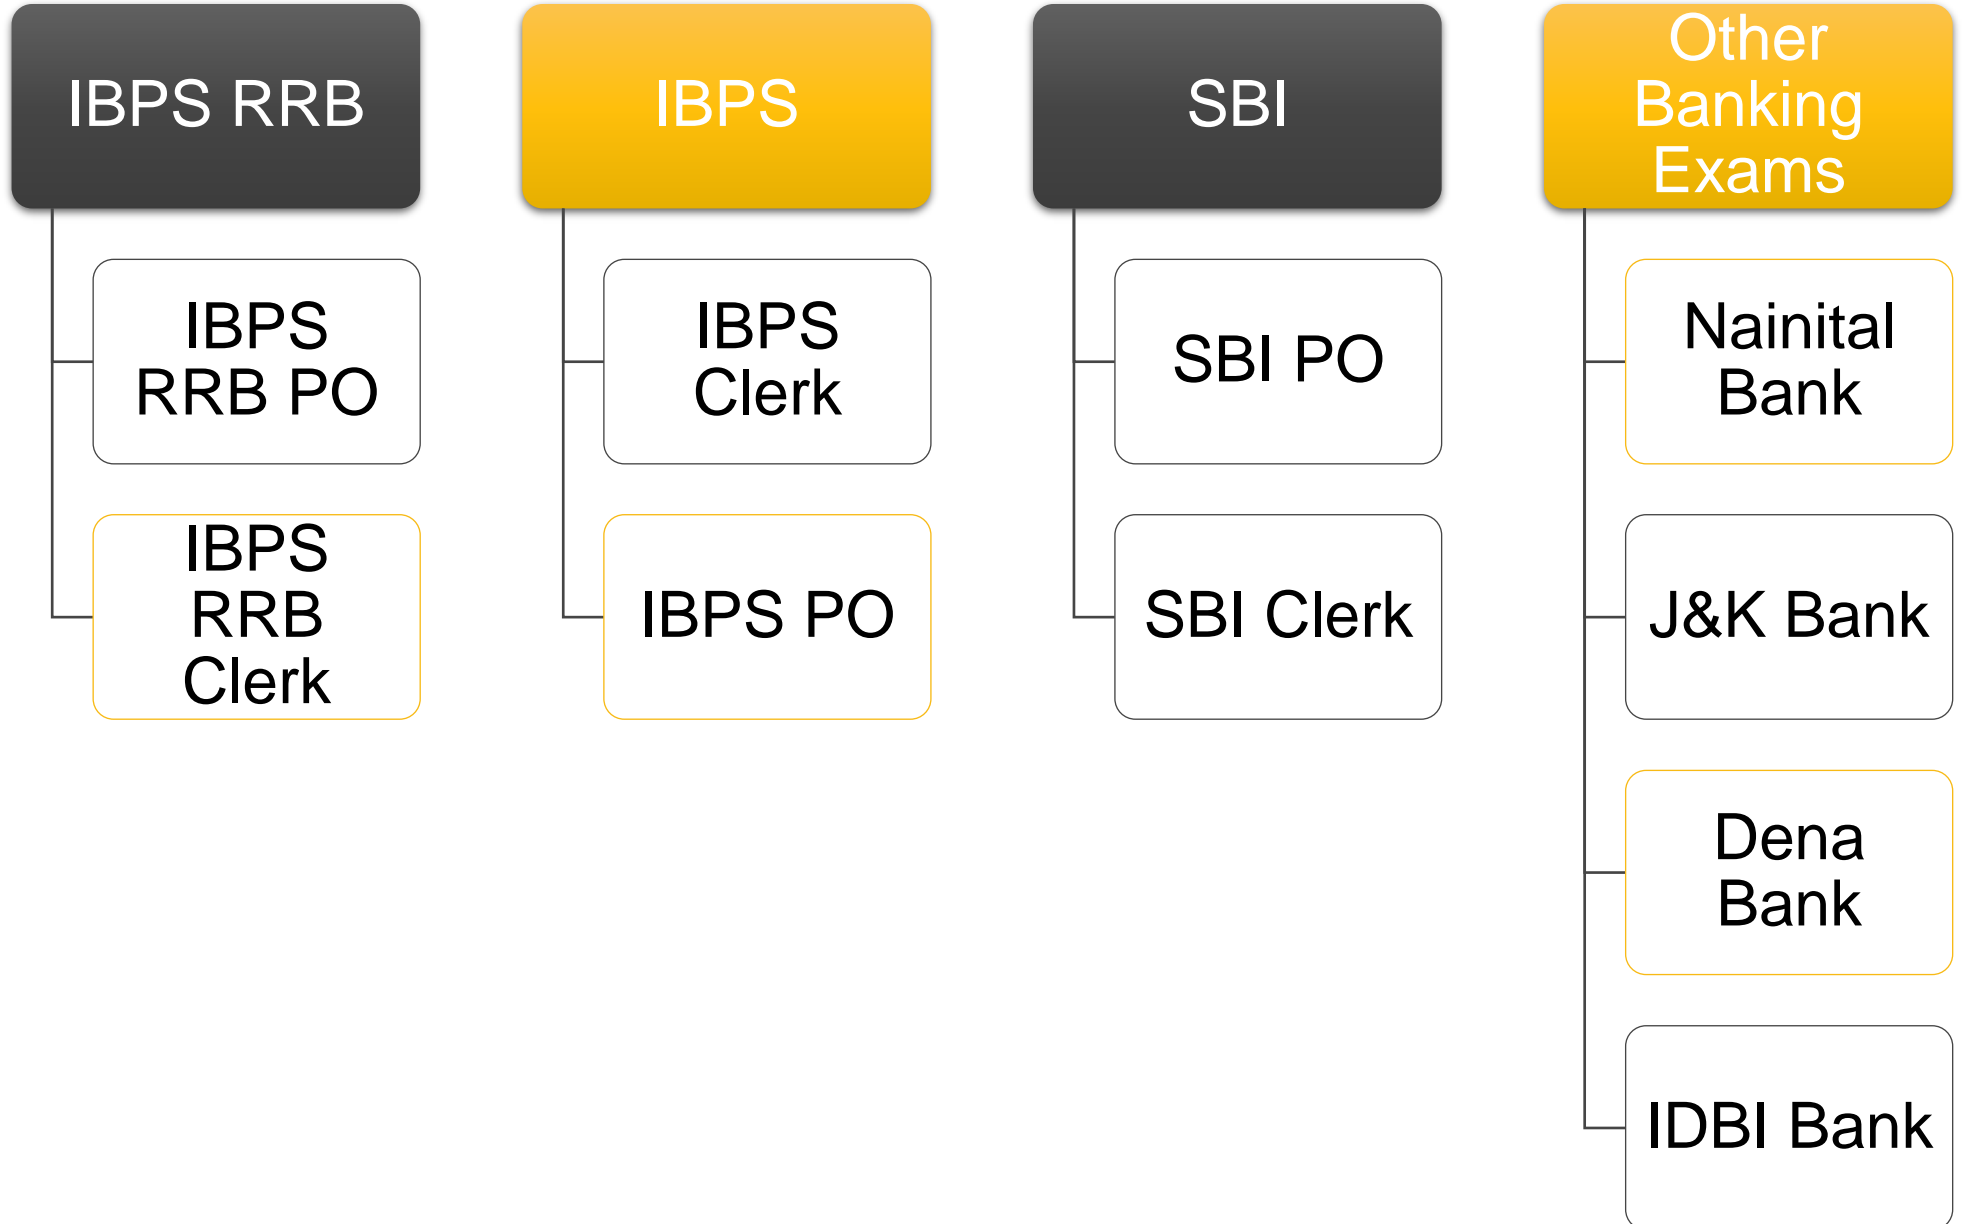 IBPS RRB
IBPS
RRB PO
IBPS
RRB
Clerk
IBPS
IBPS
Clerk
IBPS PO
SBI
SBI PO
SBI Clerk
Other
Banking
Exams
Nainital
Bank
J&K Bank
Dena
Bank
IDBI Bank